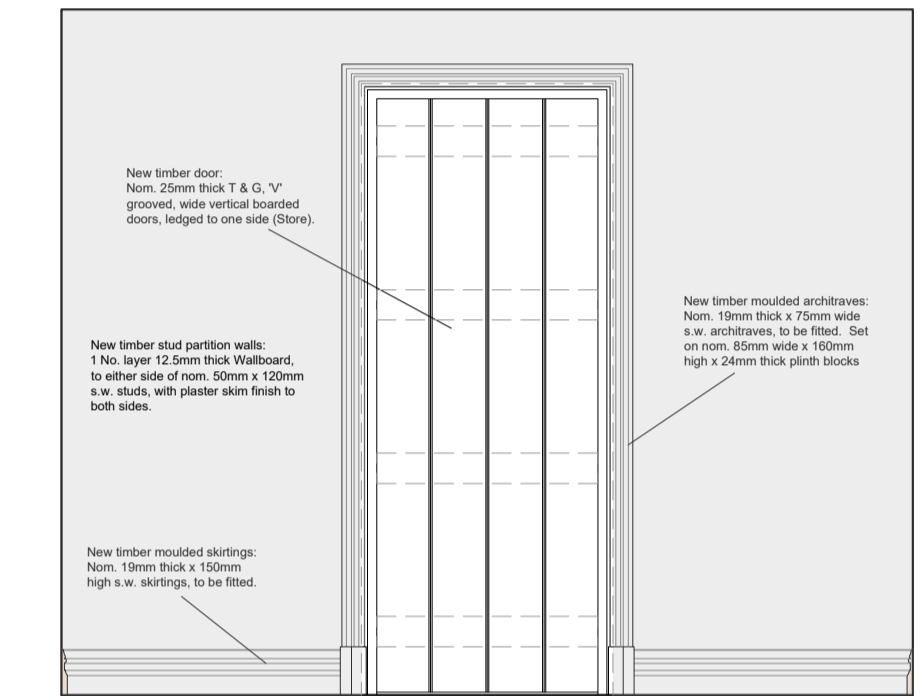 New timber door:
Nom. 25mm thick T & G, 'V'
grooved, wide vertical boarded
doors, ledged to one side (Store).
New timber stud partition walls:
1 No. layer 12.5mm thick Wallboard,
to either side of nom. 50mm x 120mm
s.w. studs, with plaster skim finish to
both sides.
New timber moulded skirtings:
Nom. 19mm thick x 150mm
high s.w. skirtings, to be fitted.
New timber moulded architraves:
Nom. 19mm thick x 75mm wide
s.w. architraves, to be fitted.  Set
on nom. 85mm wide x 160mm
high x 24mm thick plinth blocks